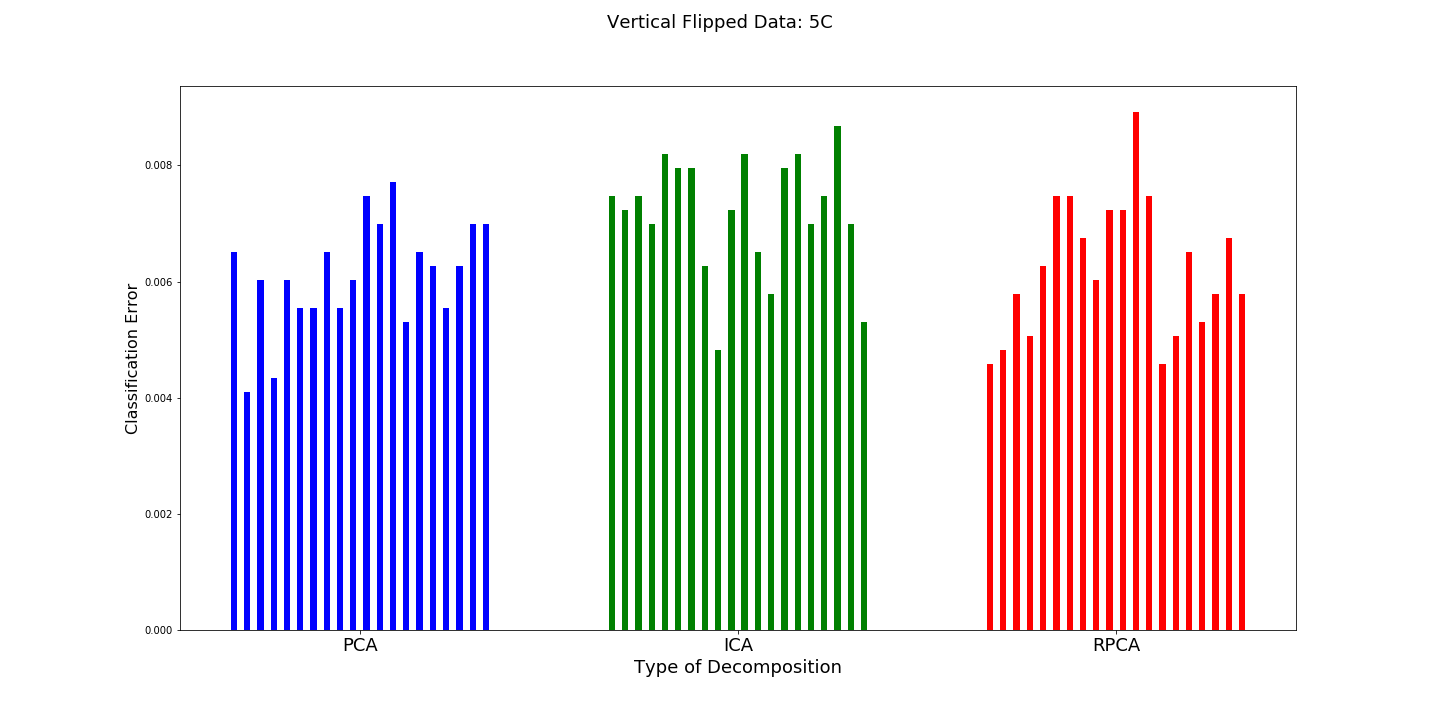 Vertical Flipped Data: 5C
Classification Error
0.008
0.006
0.004
0.002
0.000
PCA
ICA
RPCA
Type of Decomposition